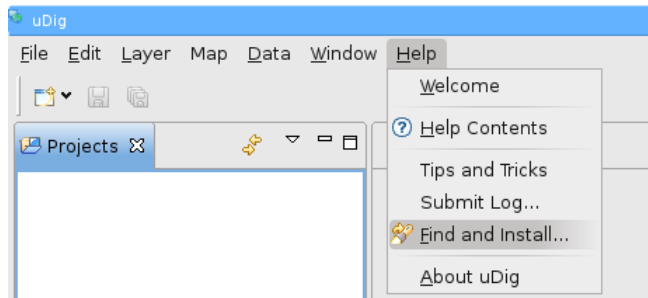 uDig
File Edit Layer Map Data Window Help
Welcome
Help Contents
Projects
Tips and Tricks
Submit Log...
Find and Install...
About uDig